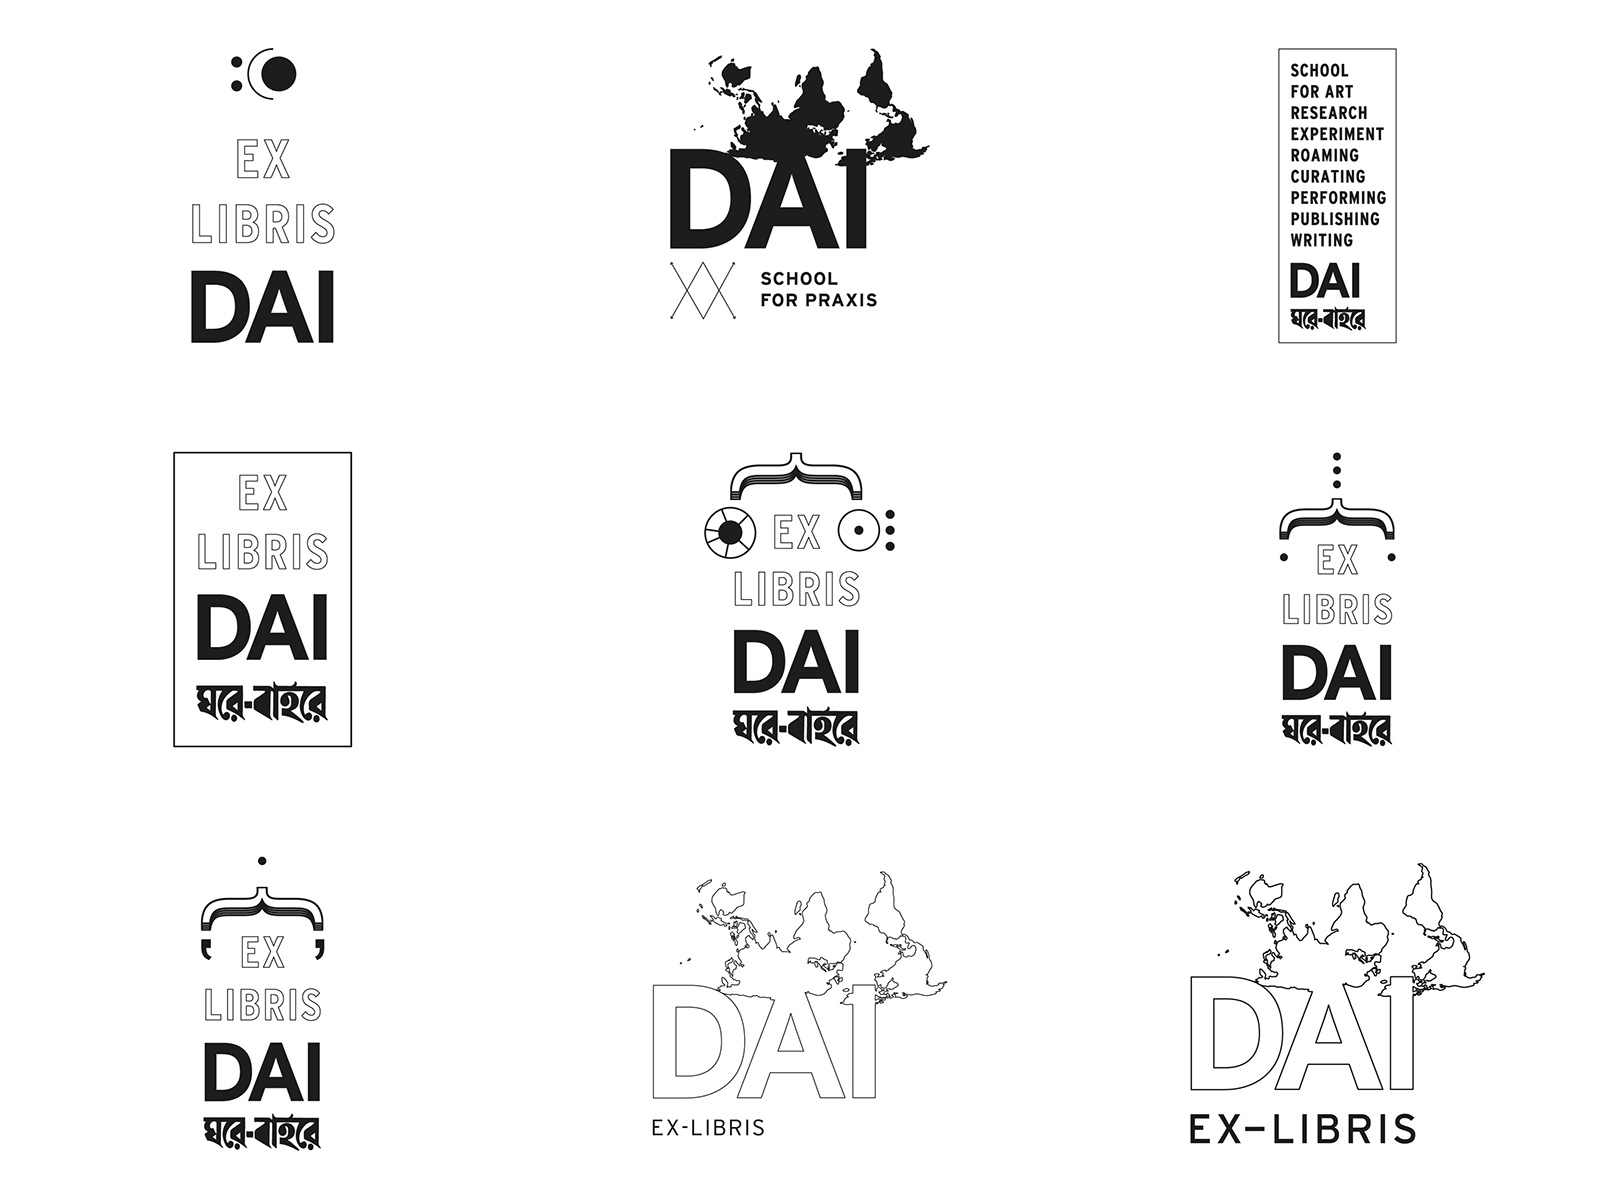 EX
LIBRIS
DAI
DAI
SCHOOL
FOR PRAXIS
SCHOOL
FOR ART
RESEARCH
EXPERIMENT
ROAMING
CURATING
PERFORMING
PUBLISHING
WRITING
DAI
ঘরে-বাইরে
EX
LIBRIS
DAI
ঘরে-বাইরে
EX
LIBRIS
DAI
ঘরে-বাইরে
EX
LIBRIS
DAI
ঘরে-বাইরে
EX
LIBRIS
DAI
ঘরে-বাইরে
DAI
EX-LIBRIS
DAI
EX–LIBRIS